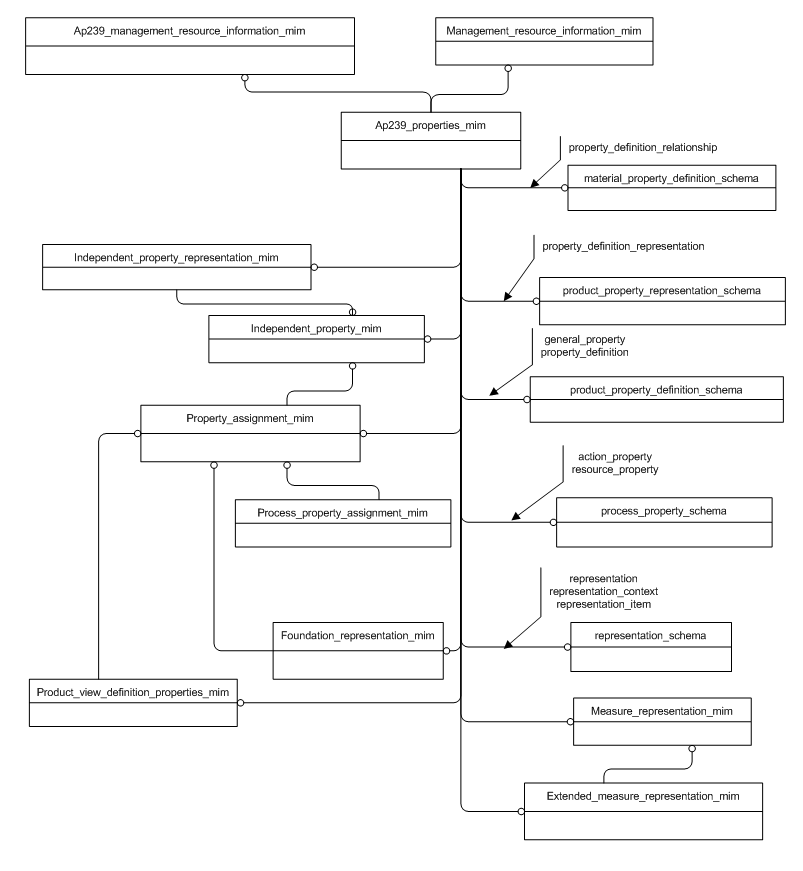 Ap239_management_resource_information_mim
Management_resource_information_mim
Ap239_properties_mim
property_definition_relationship
material_property_definition_schema
property_definition_representation
Independent_property_representation_mim
product_property_representation_schema
Independent_property_mim
general_property
property_definition
product_property_definition_schema
Property_assignment_mim
action_property
resource_property
Process_property_assignment_mim
process_property_schema
representation
representation_context
representation_item
Foundation_representation_mim
representation_schema
Product_view_definition_properties_mim
Measure_representation_mim
Extended_measure_representation_mim